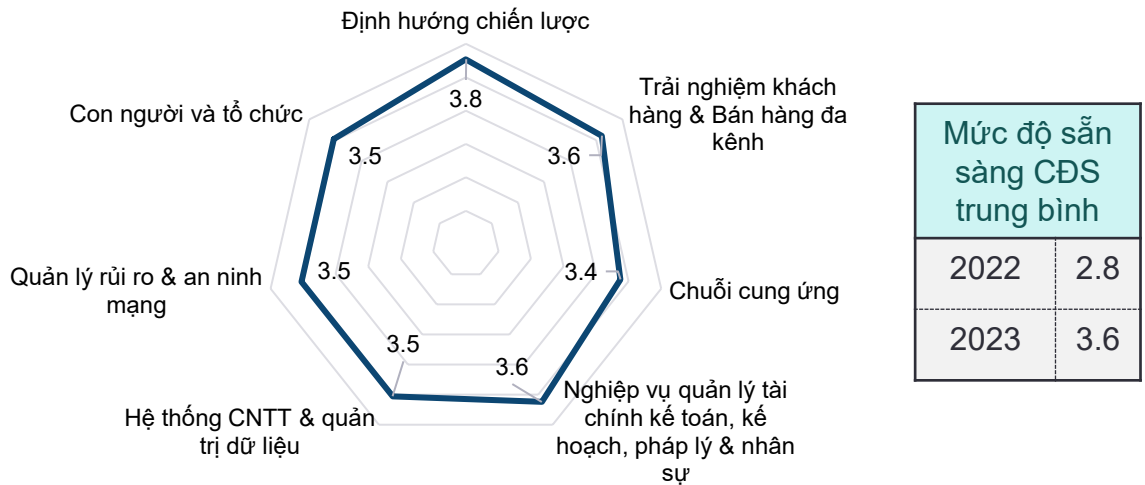 Định hướng chiến lược
3.8
Trải nghiệm khách
hàng & Bán hàng đa
kênh
3.6
Chuỗi cung ứng
3.4
Nghiệp vụ quản lý tài
chính kế toán, kế
hoạch, pháp lý & nhân
sự
3.6
Hệ thống CNTT & quản
trị dữ liệu
3.5
Quản lý rủi ro & an ninh
mạng
3.5
Con người và tổ chức
3.5
Mức độ sẵn
sàng CĐS
trung bình
2022 2.8
2023 3.6